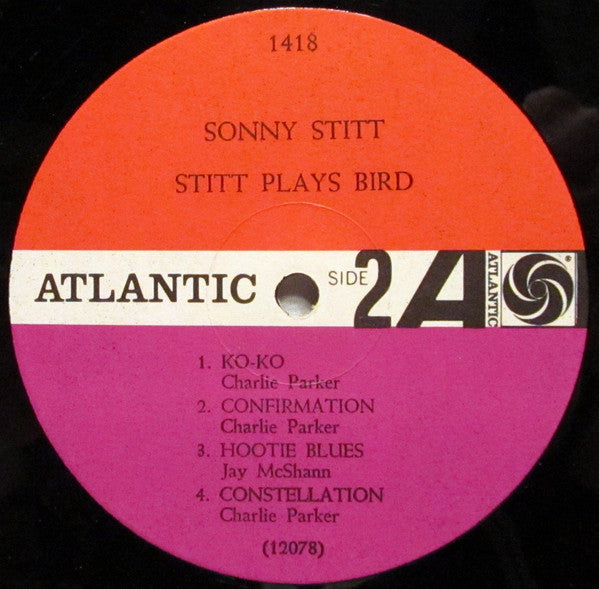 1418
SONNY STITT
STITT PLAYS BIRD
ATLANTIC SIDE 2 A ATLANTIC ®
1. KO-KO
Charlie Parker
2. CONFIRMATION
Charlie Parker
3. HOOTIE BLUES
Jay McShann
4. CONSTELLATION
Charlie Parker
(12078)